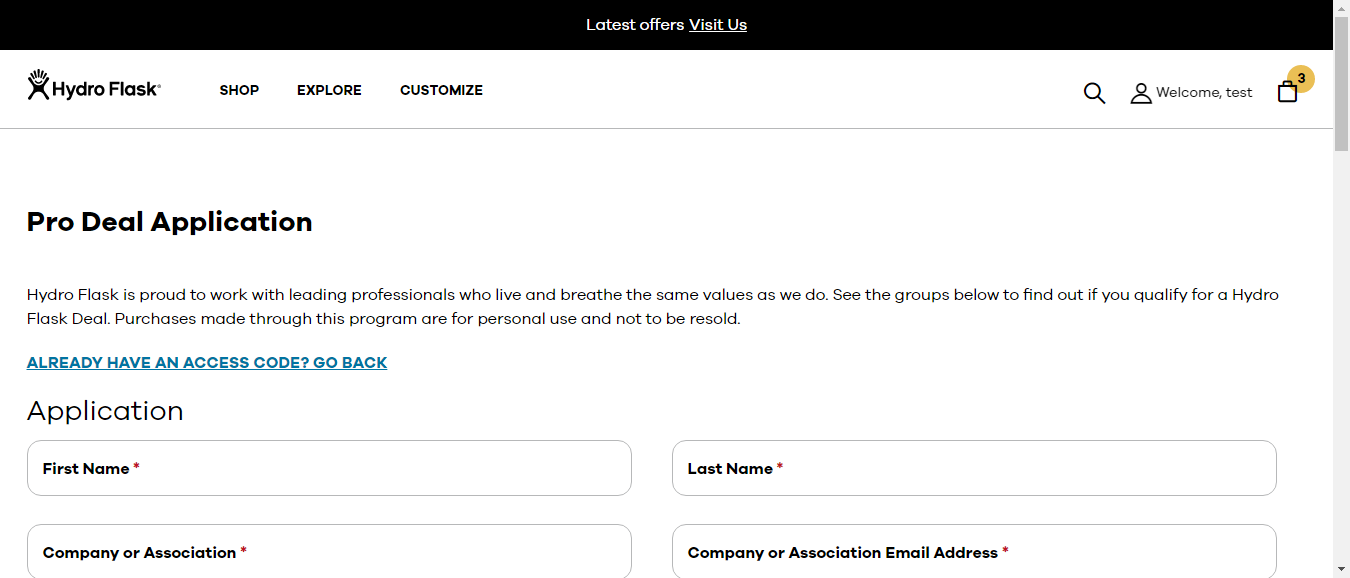 Latest offers Visit Us
Hydro Flask
SHOP
EXPLORE
CUSTOMIZE
Welcome, test
3
Pro Deal Application
Hydro Flask is proud to work with leading professionals who live and breathe the same values as we do. See the groups below to find out if you qualify for a Hydro
Flask Deal. Purchases made through this program are for personal use and not to be resold.
ALREADY HAVE AN ACCESS CODE? GO BACK
Application
First Name *
Last Name *
Company or Association *
Company or Association Email Address *